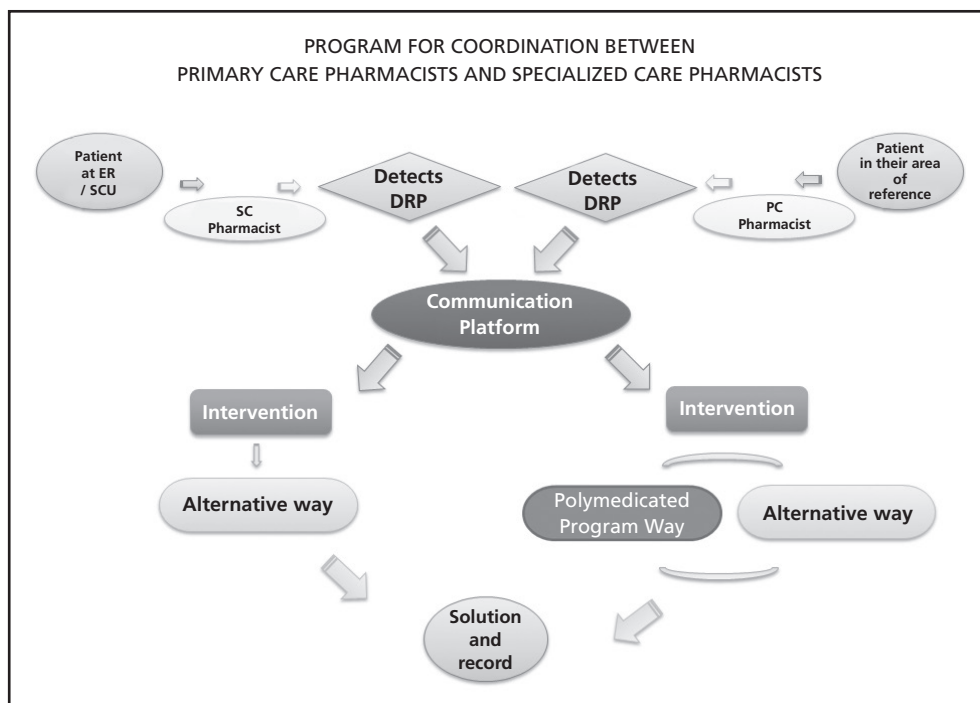 PROGRAM FOR COORDINATION BETWEEN
PRIMARY CARE PHARMACISTS AND SPECIALIZED CARE PHARMACISTS
Patient
at ER
/ SCU
SC
Pharmacist
Detects
DRP
Detects
DRP
PC
Pharmacist
Patient
in their area
of
reference
Communication
Platform
Intervention
Intervention
Alternative way
Polymedicated
Program Way
Alternative way
Solution
and
record